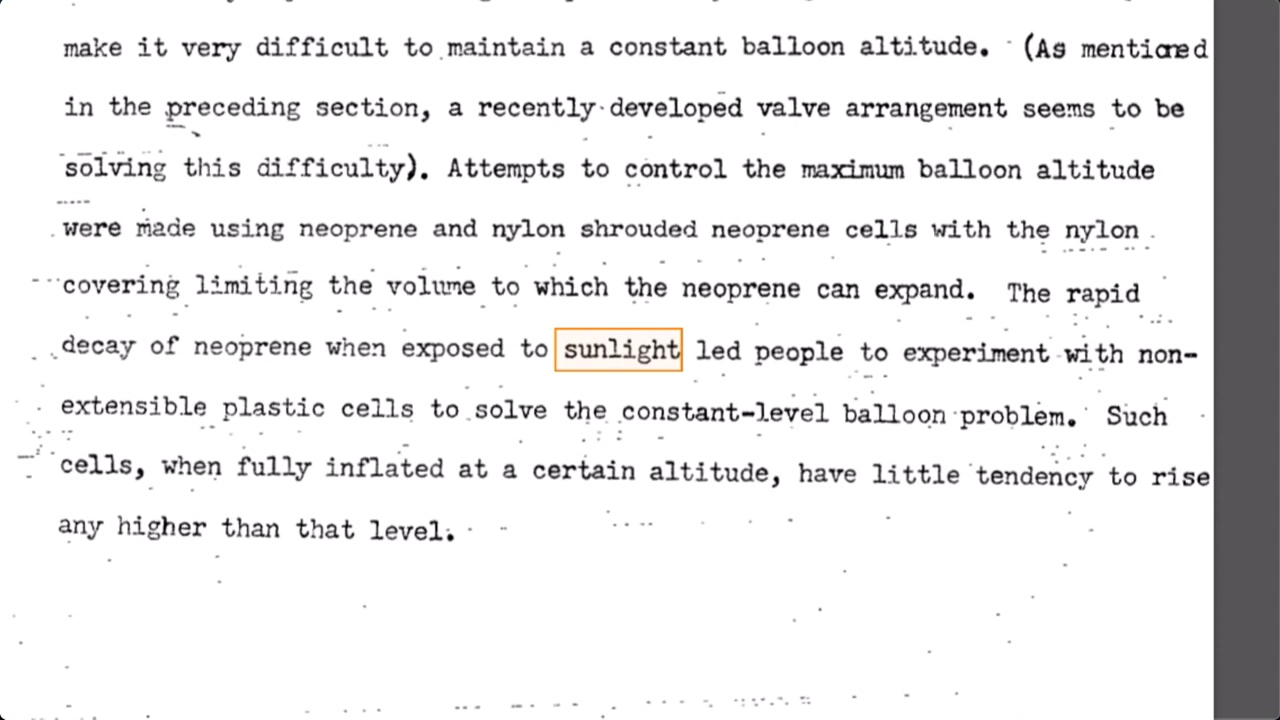 make it very difficult to maintain a constant balloon altitude. (As mentioned
in the preceding section, a recently developed valve arrangement seems to be
solving this difficulty). Attempts to control the maximum balloon altitude
were made using neoprene and nylon shrouded neoprene cells with the nylon
covering limiting the volume to which the neoprene can expand. The rapid
decay of neoprene when exposed to sunlight led people to experiment with non-
extensible plastic cells to solve the constant-level balloon problem. Such
cells, when fully inflated at a certain altitude, have little tendency to rise
any higher than that level.